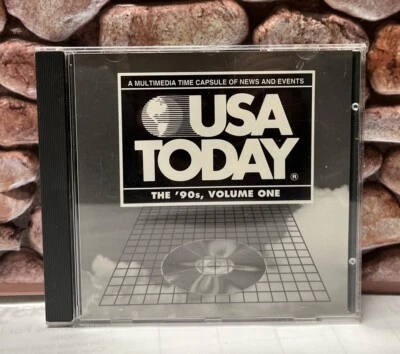 A MULTIMEDIA TIME CAPSULE OF NEWS AND EVENTS
USA
TODAY®
THE '90s, VOLUME ONE